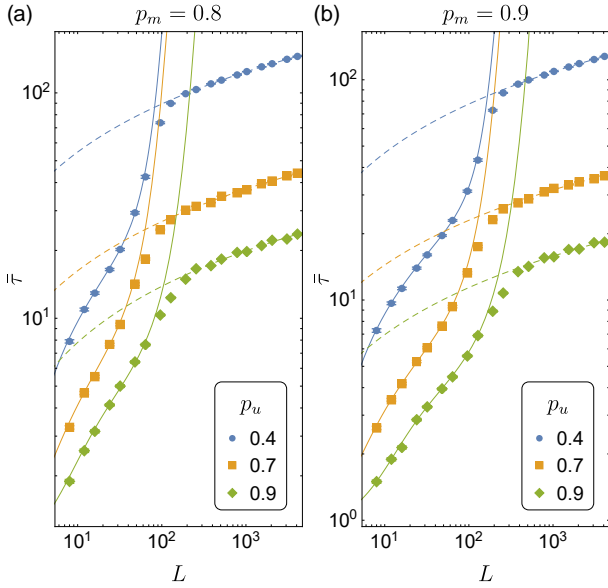 (a)
p_m = 0.8
10^2
10^1
τ̄
p_u
0.4
0.7
0.9
10^1
10^2
10^3
L
(b)
p_m = 0.9
10^2
10^1
10^0
τ̄
p_u
0.4
0.7
0.9
10^1
10^2
10^3
L